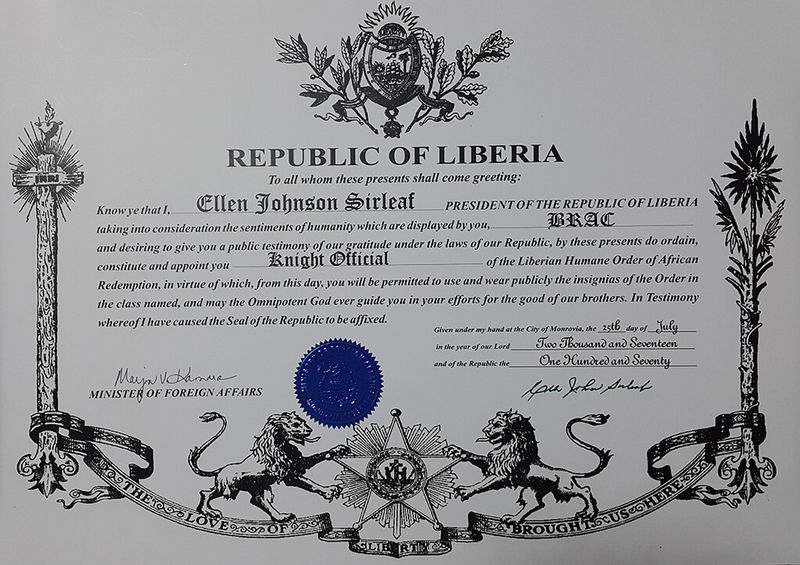 REPUBLIC OF LIBERIA
To all whom these presents shall come greeting:
Know ye that I, Ellen Johnson Sirleaf PRESIDENT OF THE REPUBLIC OF LIBERIA
taking into consideration the sentiments of humanity which are displayed by you, BRAC
and desiring to give you a public testimony of our gratitude under the laws of our Republic, by these presents do ordain,
constitute and appoint you Knight Official of the Liberian Humane Order of African
Redemption, in virtue of which, from this day, you will be permitted to use and wear publicly the insignias of the Order in
the class named, and may the Omnipotent God ever guide you in your efforts for the good of our brothers. In Testimony
whereof I have caused the Seal of the Republic to be affixed.
Given under my hand at the City of Monrovia, the 25th day of July
in the year of our Lord Two Thousand and Seventeen
and of the Republic the One Hundred and Seventy
MINISTER OF FOREIGN AFFAIRS
THE LOVE OF LIBERTY BROUGHT US HERE